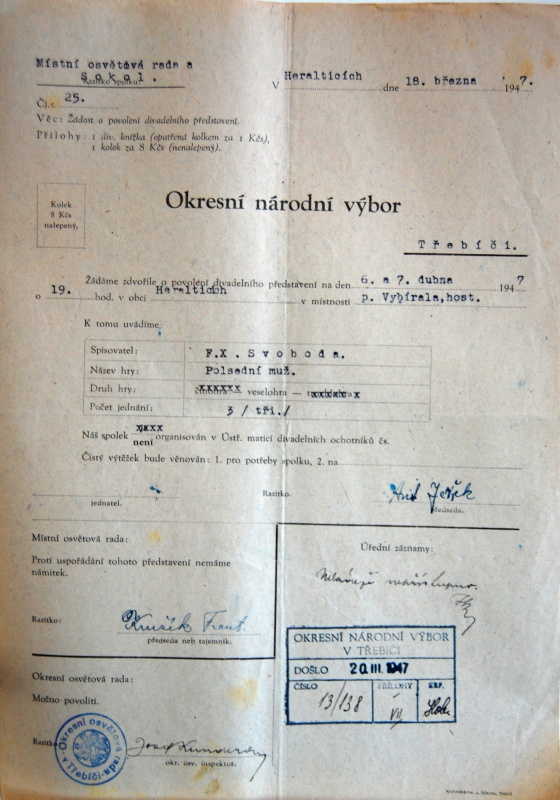 Místní osvětová rada a
Sokol.
V Heralticích dne 18. března 1947.
Čj.: 25.
Věc: Žádost o povolení divadelního představení.
Přílohy: 1 div. knížka (opatřená kolkem za 1 Kčs),
1 kolek za 8 Kčs (nenalepený).
Kolek
8 Kčs
nalepený.
Okresní národní výbor
Třebíči.
Žádáme zdvořile o povolení divadelního představení na den 6. a 7. dubna 1947
o 19. hod. v obci Heralticích v místnosti p. Vybírala,host.
K tomu uvádíme:
Spisovatel: F.X.Svoboda.
Název hry: Polsední muž.
Druh hry: činohra — veselohra —
Počet jednání: 3 / tři./
Náš spolek není organisován v Ústř. matici divadelních ochotníků čs.
Čistý výtěžek bude věnován: 1. pro potřeby spolku, 2. na
jednatel.
Razítko.
předseda.
Místní osvětová rada:
Proti uspořádání tohoto představení nemáme
námitek.
Razítko:
předseda neb tajemník.
Úřední záznamy:
OKRESNÍ NÁRODNÍ VÝBOR
V TŘEBÍČI
DOŠLO 20. III. 1947
ČÍSLO PŘÍLOHY REF.
13/138 VII
Okresní osvětová rada:
Možno povoliti.
Razítko
okr. osv. inspektor.